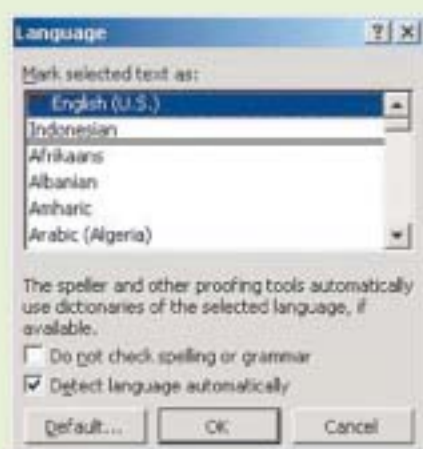 Language
Mark selected text as:
English (U.S.)
Indonesian
Afrikaans
Albanian
Amharic
Arabic (Algeria)
The speller and other proofing tools automatically
use dictionaries of the selected language, if
available.
Do not check spelling or grammar
Detect language automatically
Default... OK Cancel